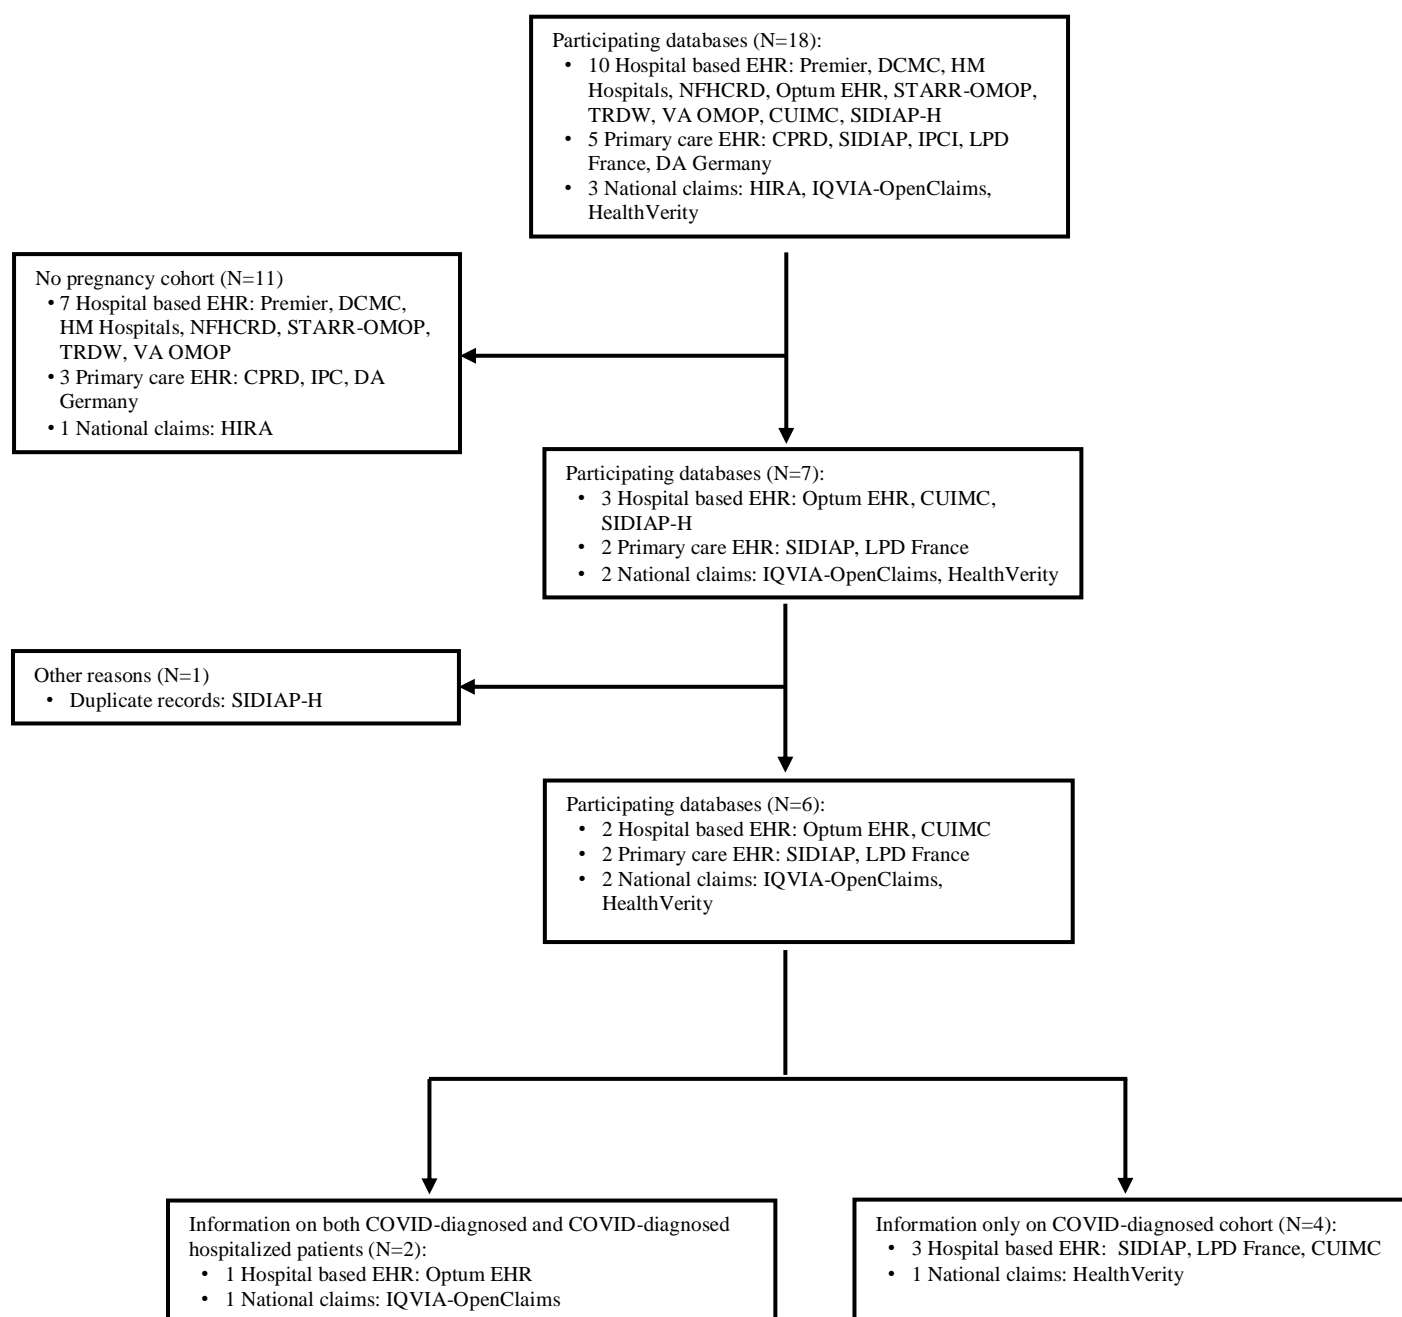 Participating databases (N=18):
• 10 Hospital based EHR: Premier, DCMC, HM
Hospitals, NFHCRD, Optum EHR, STARR-OMOP,
TRDW, VA OMOP, CUIMC, SIDIAP-H
• 5 Primary care EHR: CPRD, SIDIAP, IPCI, LPD
France, DA Germany
• 3 National claims: HIRA, IQVIA-OpenClaims,
HealthVerity
No pregnancy cohort (N=11)
• 7 Hospital based EHR: Premier, DCMC,
HM Hospitals, NFHCRD, STARR-OMOP,
TRDW, VA OMOP
• 3 Primary care EHR: CPRD, IPC, DA
Germany
• 1 National claims: HIRA
Participating databases (N=7):
• 3 Hospital based EHR: Optum EHR, CUIMC,
SIDIAP-H
• 2 Primary care EHR: SIDIAP, LPD France
• 2 National claims: IQVIA-OpenClaims, HealthVerity
Other reasons (N=1)
• Duplicate records: SIDIAP-H
Participating databases (N=6):
• 2 Hospital based EHR: Optum EHR, CUIMC
• 2 Primary care EHR: SIDIAP, LPD France
• 2 National claims: IQVIA-OpenClaims,
HealthVerity
Information on both COVID-diagnosed and COVID-diagnosed
hospitalized patients (N=2):
• 1 Hospital based EHR: Optum EHR
• 1 National claims: IQVIA-OpenClaims
Information only on COVID-diagnosed cohort (N=4):
• 3 Hospital based EHR: SIDIAP, LPD France, CUIMC
• 1 National claims: HealthVerity